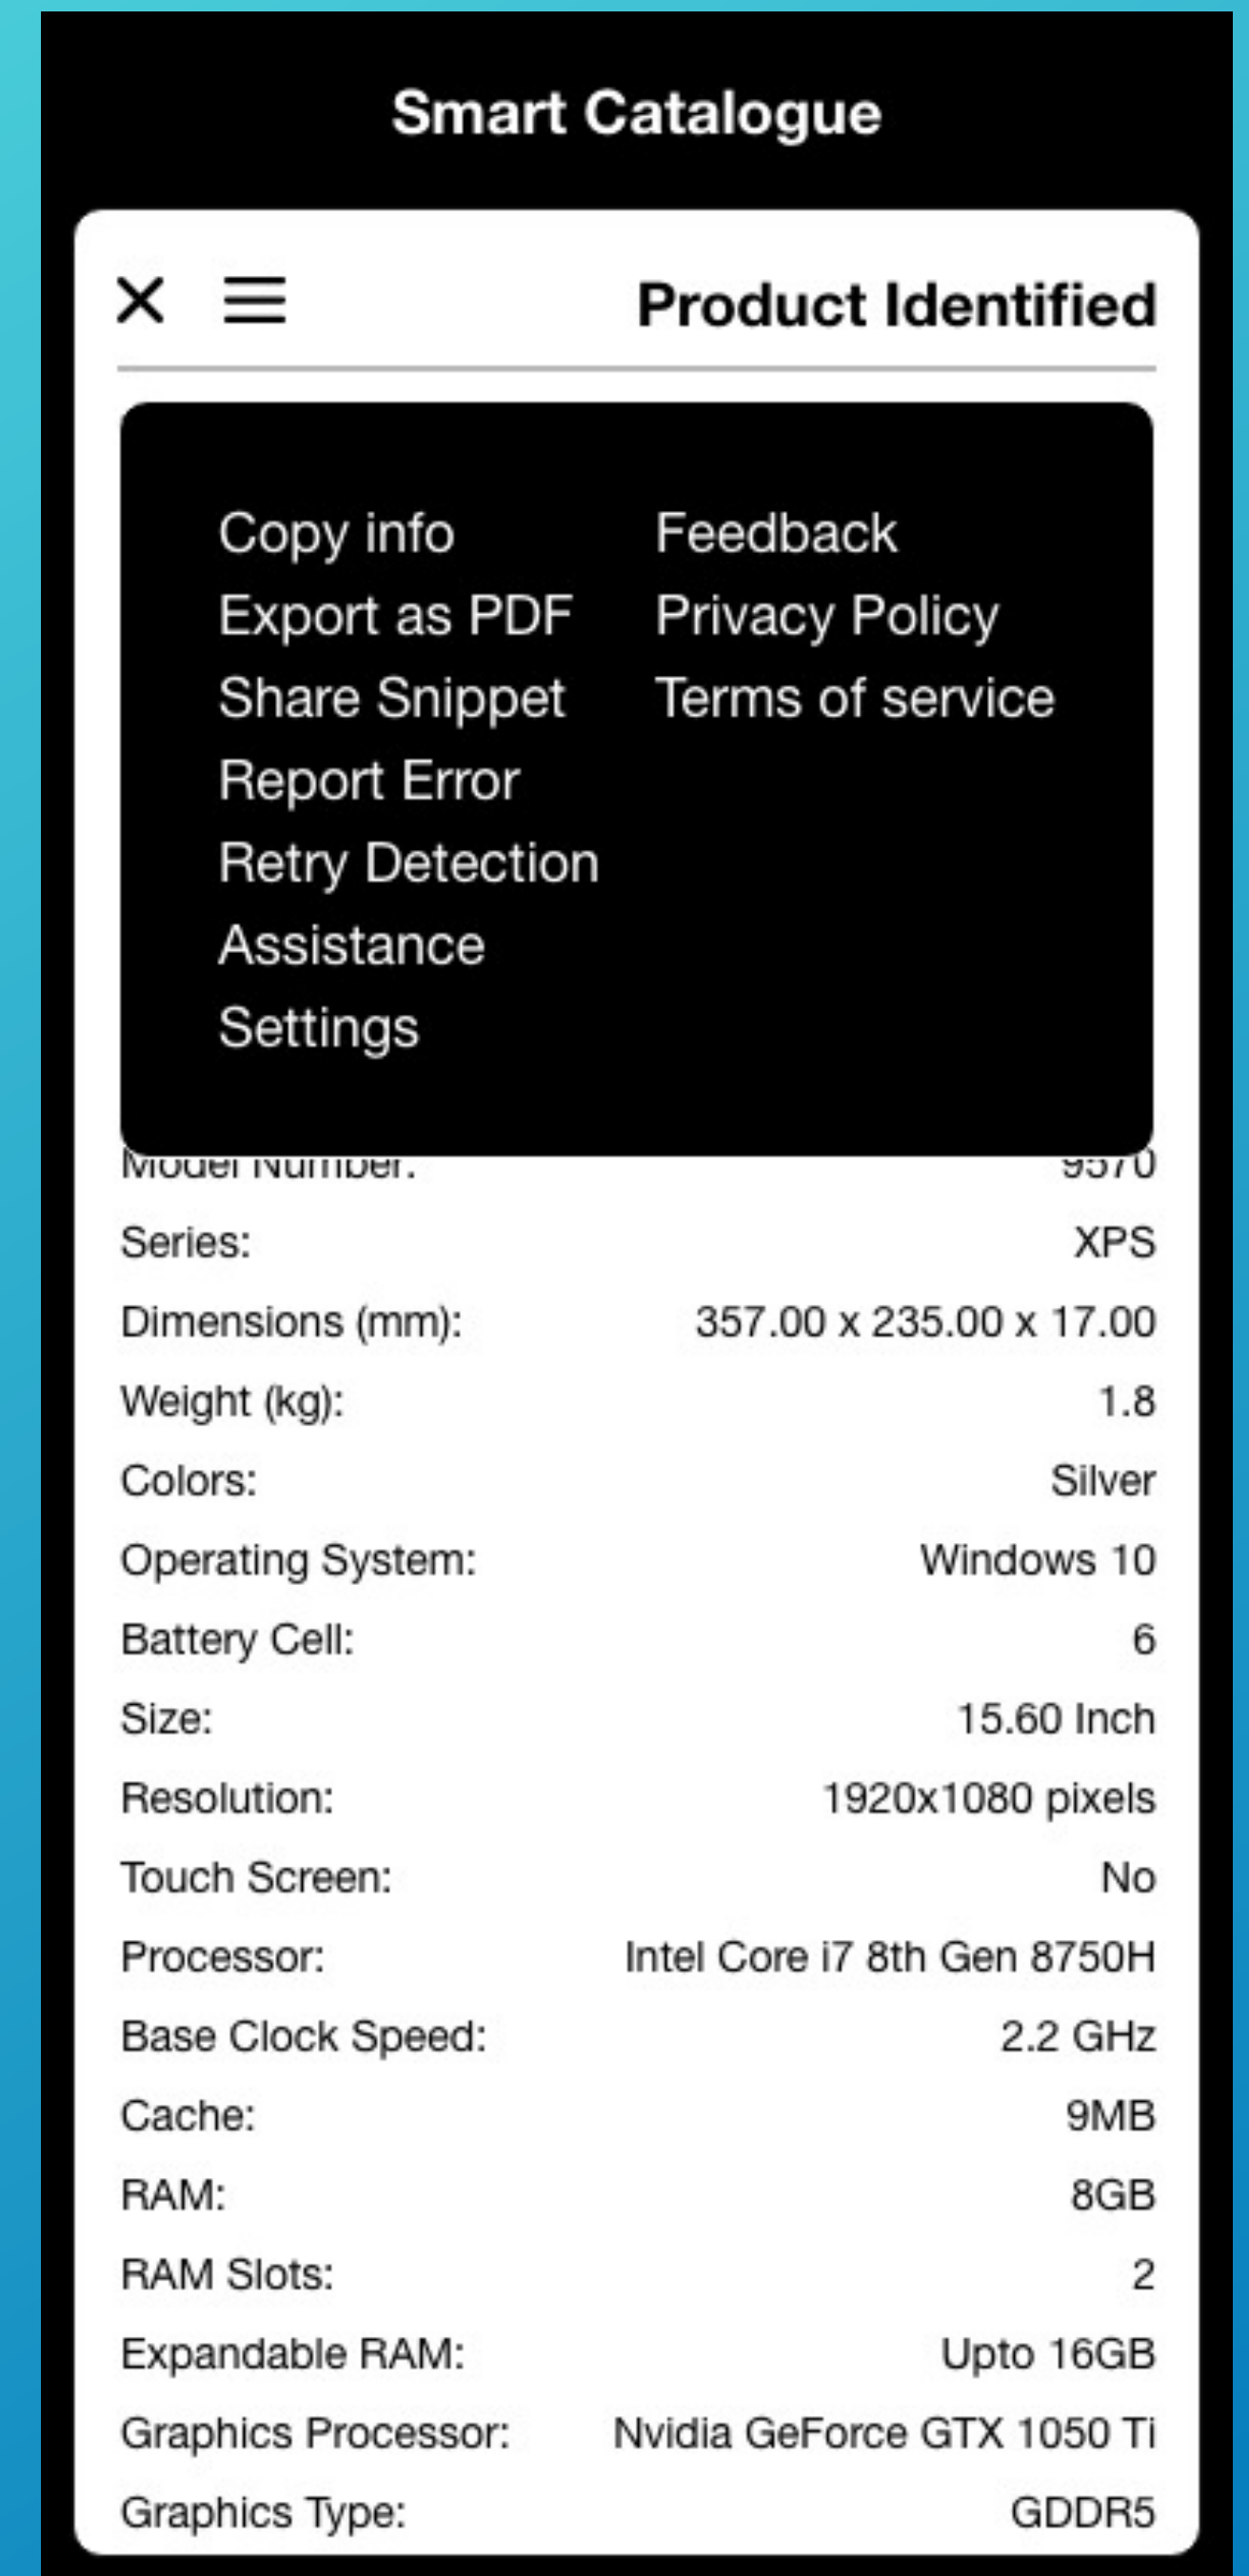 Smart Catalogue
Product Identified
Copy info
Export as PDF
Share Snippet
Report Error
Retry Detection
Assistance
Settings
Feedback
Privacy Policy
Terms of service
Model Number: 9570
Series: XPS
Dimensions (mm): 357.00 x 235.00 x 17.00
Weight (kg): 1.8
Colors: Silver
Operating System: Windows 10
Battery Cell: 6
Size: 15.60 Inch
Resolution: 1920x1080 pixels
Touch Screen: No
Processor: Intel Core i7 8th Gen 8750H
Base Clock Speed: 2.2 GHz
Cache: 9MB
RAM: 8GB
RAM Slots: 2
Expandable RAM: Upto 16GB
Graphics Processor: Nvidia GeForce GTX 1050 Ti
Graphics Type: GDDR5